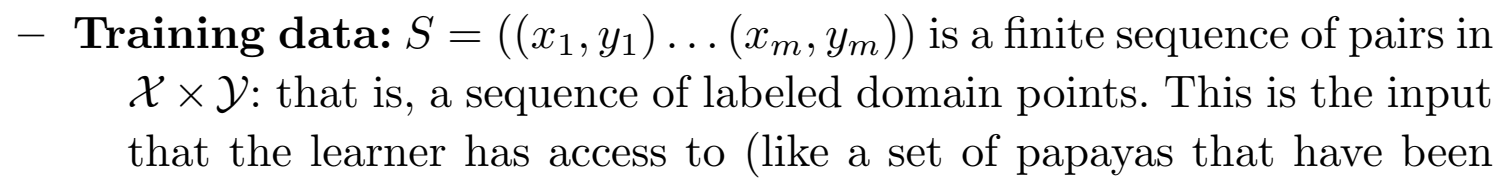 – Training data: S = ((x₁, y₁) . . . (xₘ, yₘ)) is a finite sequence of pairs in
𝒳 × 𝒴: that is, a sequence of labeled domain points. This is the input
that the learner has access to (like a set of papayas that have been